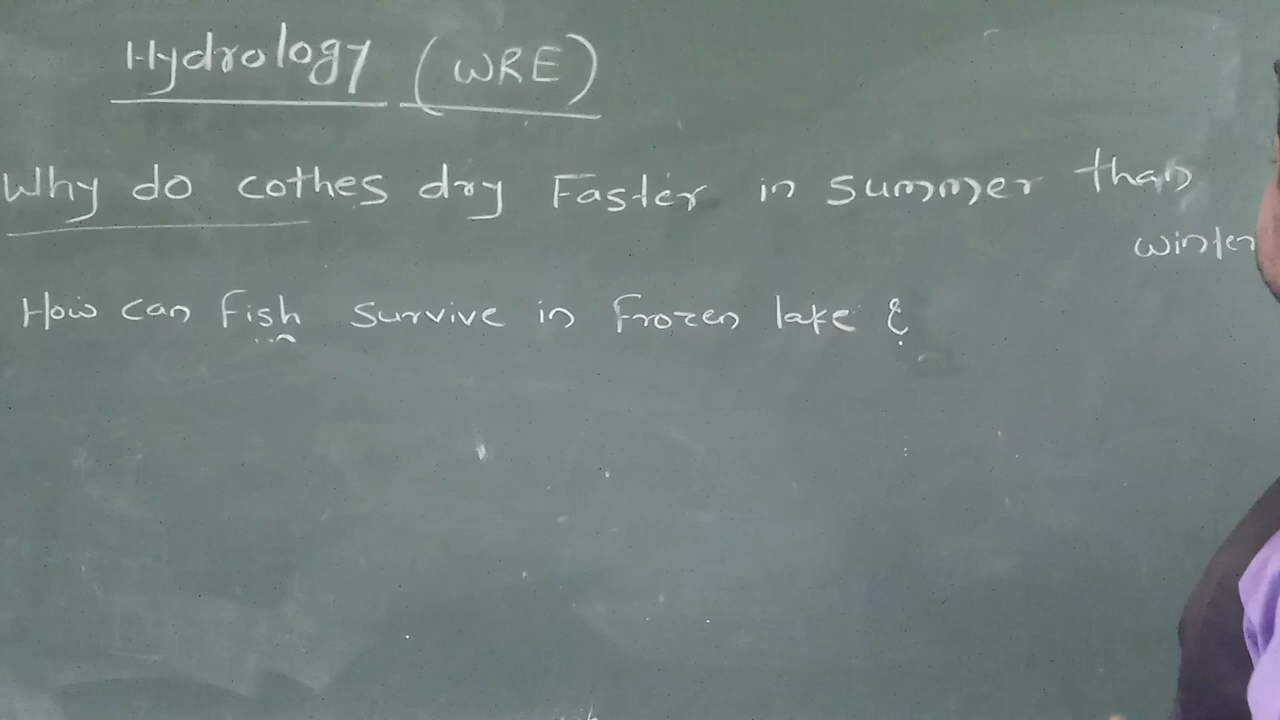 Hydrology (WRE)
Why do cothes dry Faster in summer than
winter
How can Fish survive in Frozen lake ?